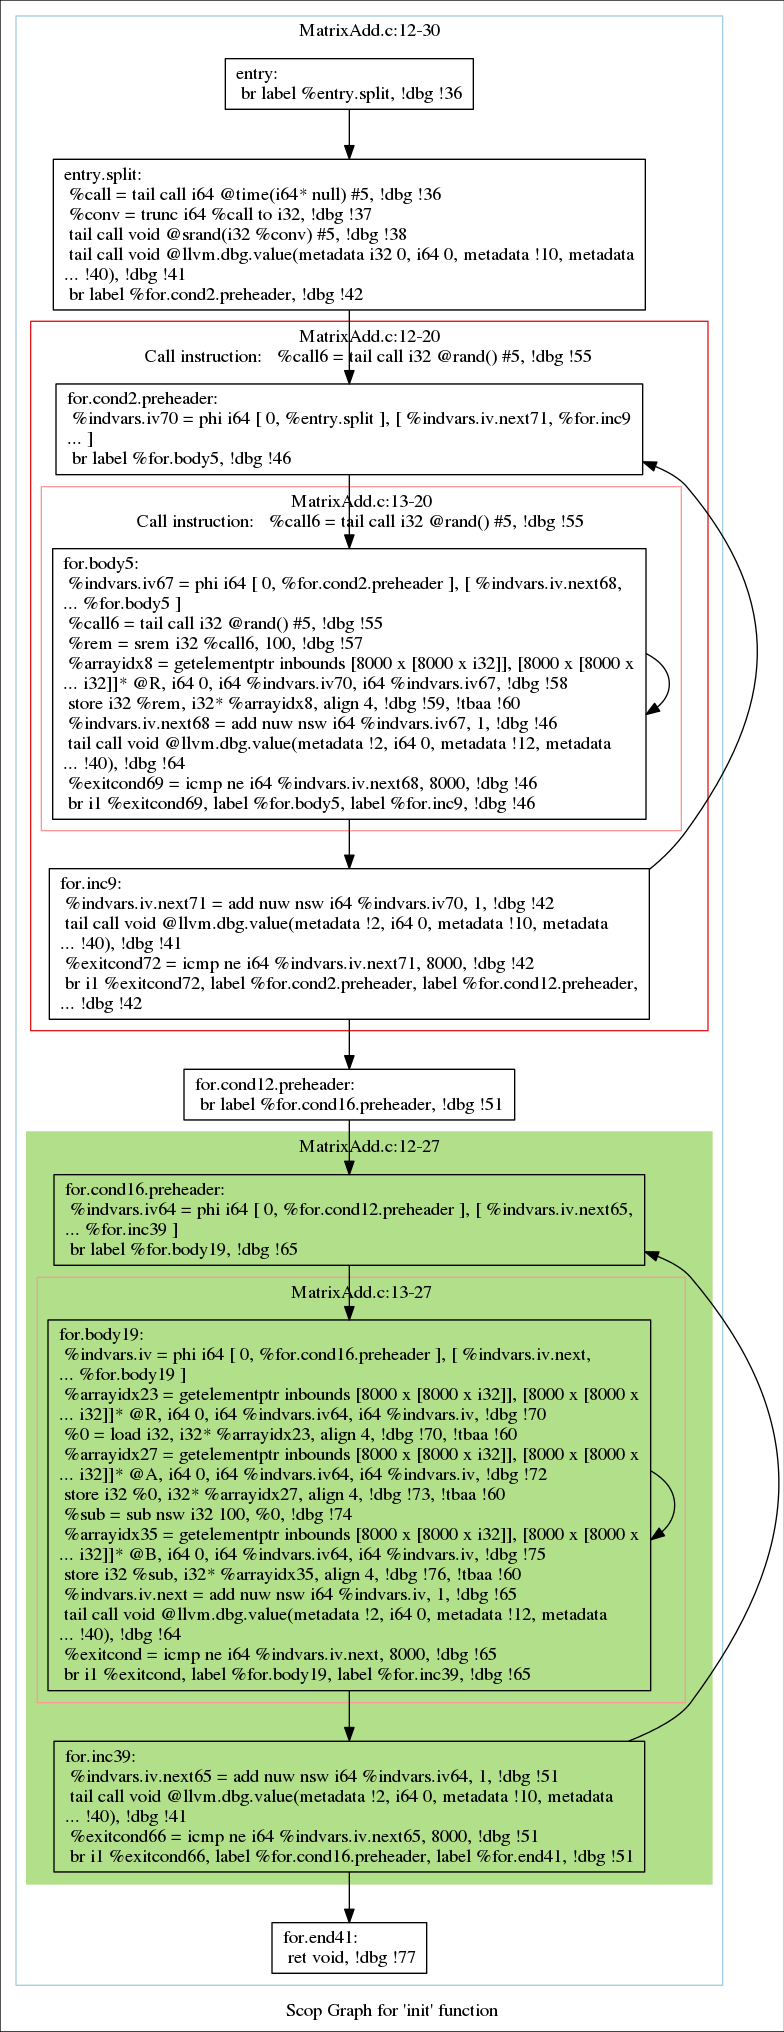 MatrixAdd.c:12-30
entry:
br label %entry.split, !dbg !36
entry.split:
%call = tail call i64 @time(i64* null) #5, !dbg !36
%conv = trunc i64 %call to i32, !dbg !37
tail call void @srand(i32 %conv) #5, !dbg !38
tail call void @llvm.dbg.value(metadata i32 0, i64 0, metadata !10, metadata
... !40), !dbg !41
br label %for.cond2.preheader, !dbg !42
MatrixAdd.c:12-20
Call instruction: %call6 = tail call i32 @rand() #5, !dbg !55
for.cond2.preheader:
%indvars.iv70 = phi i64 [ 0, %entry.split ], [ %indvars.iv.next71, %for.inc9
... ]
br label %for.body5, !dbg !46
MatrixAdd.c:13-20
Call instruction: %call6 = tail call i32 @rand() #5, !dbg !55
for.body5:
%indvars.iv67 = phi i64 [ 0, %for.cond2.preheader ], [ %indvars.iv.next68,
... %for.body5 ]
%call6 = tail call i32 @rand() #5, !dbg !55
%rem = srem i32 %call6, 100, !dbg !57
%arrayidx8 = getelementptr inbounds [8000 x [8000 x i32]], [8000 x [8000 x
... i32]]* @R, i64 0, i64 %indvars.iv70, i64 %indvars.iv67, !dbg !58
store i32 %rem, i32* %arrayidx8, align 4, !dbg !59, !tbaa !60
%indvars.iv.next68 = add nuw nsw i64 %indvars.iv67, 1, !dbg !46
tail call void @llvm.dbg.value(metadata !2, i64 0, metadata !12, metadata
... !40), !dbg !64
%exitcond69 = icmp ne i64 %indvars.iv.next68, 8000, !dbg !46
br i1 %exitcond69, label %for.body5, label %for.inc9, !dbg !46
for.inc9:
%indvars.iv.next71 = add nuw nsw i64 %indvars.iv70, 1, !dbg !42
tail call void @llvm.dbg.value(metadata !2, i64 0, metadata !10, metadata
... !40), !dbg !41
%exitcond72 = icmp ne i64 %indvars.iv.next71, 8000, !dbg !42
br i1 %exitcond72, label %for.cond2.preheader, label %for.cond12.preheader,
... !dbg !42
for.cond12.preheader:
br label %for.cond16.preheader, !dbg !51
MatrixAdd.c:12-27
for.cond16.preheader:
%indvars.iv64 = phi i64 [ 0, %for.cond12.preheader ], [ %indvars.iv.next65,
... %for.inc39 ]
br label %for.body19, !dbg !65
MatrixAdd.c:13-27
for.body19:
%indvars.iv = phi i64 [ 0, %for.cond16.preheader ], [ %indvars.iv.next,
... %for.body19 ]
%arrayidx23 = getelementptr inbounds [8000 x [8000 x i32]], [8000 x [8000 x
... i32]]* @R, i64 0, i64 %indvars.iv64, i64 %indvars.iv, !dbg !70
%0 = load i32, i32* %arrayidx23, align 4, !dbg !70, !tbaa !60
%arrayidx27 = getelementptr inbounds [8000 x [8000 x i32]], [8000 x [8000 x
... i32]]* @A, i64 0, i64 %indvars.iv64, i64 %indvars.iv, !dbg !72
store i32 %0, i32* %arrayidx27, align 4, !dbg !73, !tbaa !60
%sub = sub nsw i32 100, %0, !dbg !74
%arrayidx35 = getelementptr inbounds [8000 x [8000 x i32]], [8000 x [8000 x
... i32]]* @B, i64 0, i64 %indvars.iv64, i64 %indvars.iv, !dbg !75
store i32 %sub, i32* %arrayidx35, align 4, !dbg !76, !tbaa !60
%indvars.iv.next = add nuw nsw i64 %indvars.iv, 1, !dbg !65
tail call void @llvm.dbg.value(metadata !2, i64 0, metadata !12, metadata
... !40), !dbg !64
%exitcond = icmp ne i64 %indvars.iv.next, 8000, !dbg !65
br i1 %exitcond, label %for.body19, label %for.inc39, !dbg !65
for.inc39:
%indvars.iv.next65 = add nuw nsw i64 %indvars.iv64, 1, !dbg !51
tail call void @llvm.dbg.value(metadata !2, i64 0, metadata !10, metadata
... !40), !dbg !41
%exitcond66 = icmp ne i64 %indvars.iv.next65, 8000, !dbg !51
br i1 %exitcond66, label %for.cond16.preheader, label %for.end41, !dbg !51
for.end41:
ret void, !dbg !77
Scop Graph for 'init' function